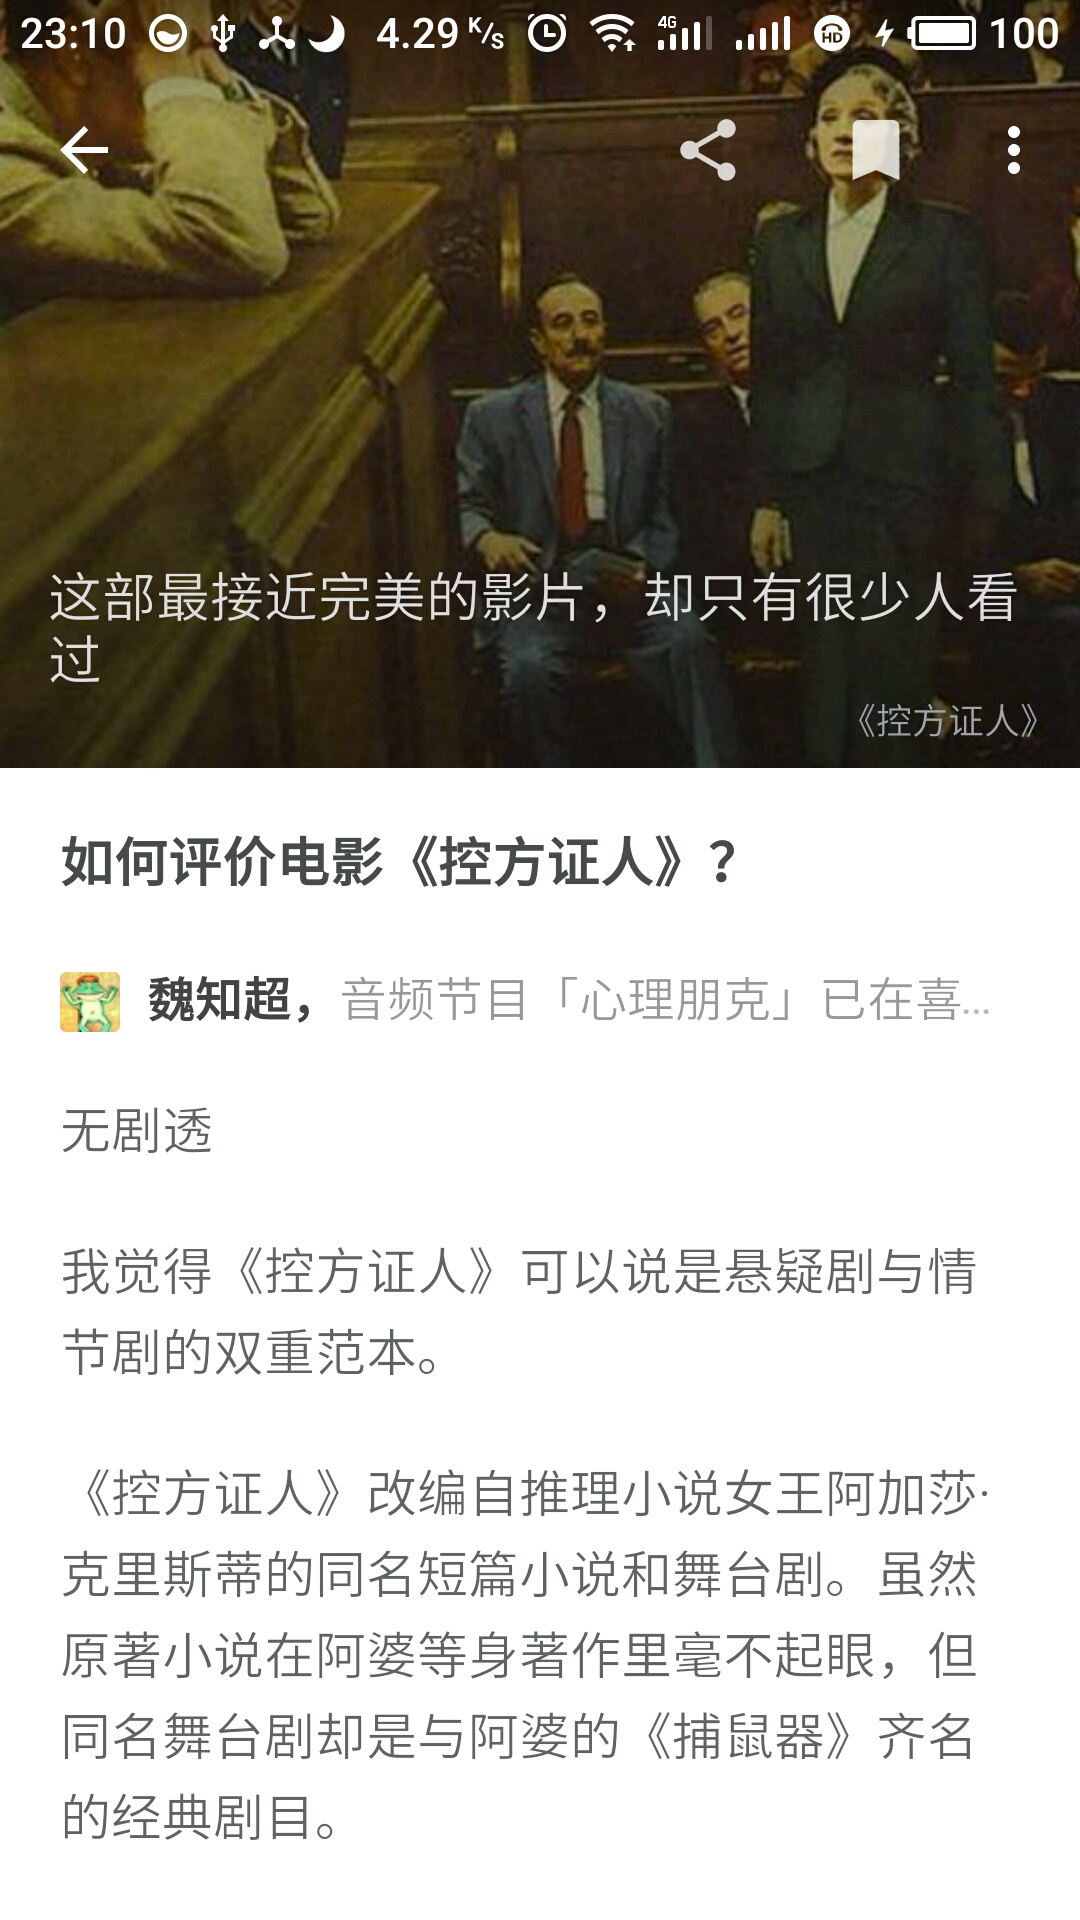 23:10 4.29 K/s 4G HD 100
这部最接近完美的影片，却只有很少人看
过
《控方证人》
如何评价电影《控方证人》？
魏知超，音频节目「心理朋克」已在喜...
无剧透
我觉得《控方证人》可以说是悬疑剧与情
节剧的双重范本。
《控方证人》改编自推理小说女王阿加莎·
克里斯蒂的同名短篇小说和舞台剧。虽然
原著小说在阿婆等身著作里毫不起眼，但
同名舞台剧却是与阿婆的《捕鼠器》齐名
的经典剧目。